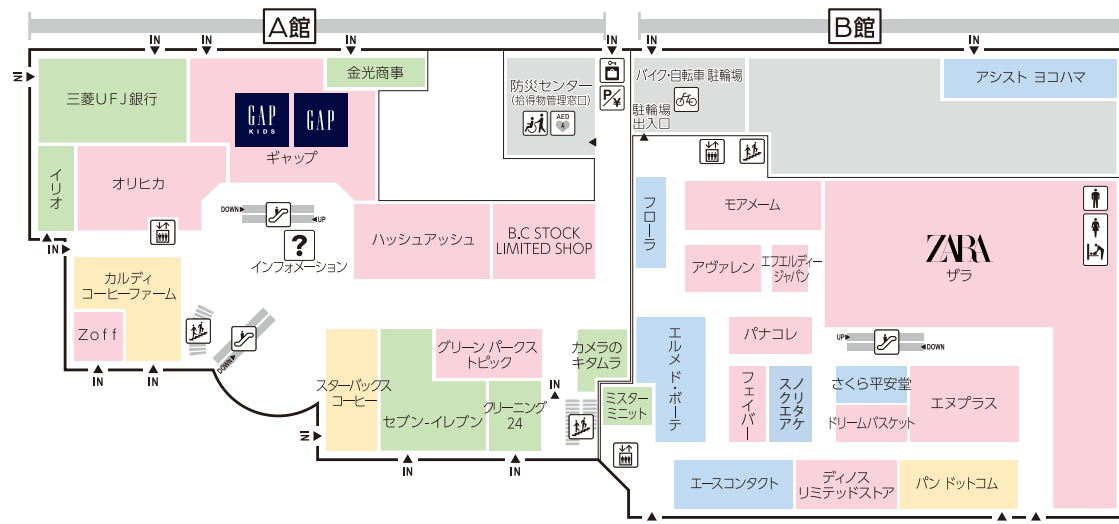 A館
B館
IN
IN
IN
IN
IN
IN
IN
三菱UFJ銀行
金光商事
GAP
KIDS
GAP
ギャップ
防災センター
(拾得物管理窓口)
AED
P/¥
バイク・自転車 駐輪場
駐輪場
出入口
アシスト ヨコハマ
イリオ
オリヒカ
DOWN
UP
?
インフォメーション
ハッシュアッシュ
B.C STOCK
LIMITED SHOP
フローラ
モアメーム
アヴァレン
エフエルディー
ジャパン
ZARA
ザラ
IN
カルディ
コーヒーファーム
Zoff
IN
IN
DOWN
スターバックス
コーヒー
IN
セブン-イレブン
グリーン パークス
トピック
クリーニング
24
IN
IN
IN
カメラの
キタムラ
ミスター
ミニット
エルメド・ボーテ
パナコレ
フェイバー
ノリタケ
スクエア
UP
DOWN
さくら平安堂
ドリームバスケット
エヌプラス
エースコンタクト
ディノス
リミテッドストア
パン ドットコム